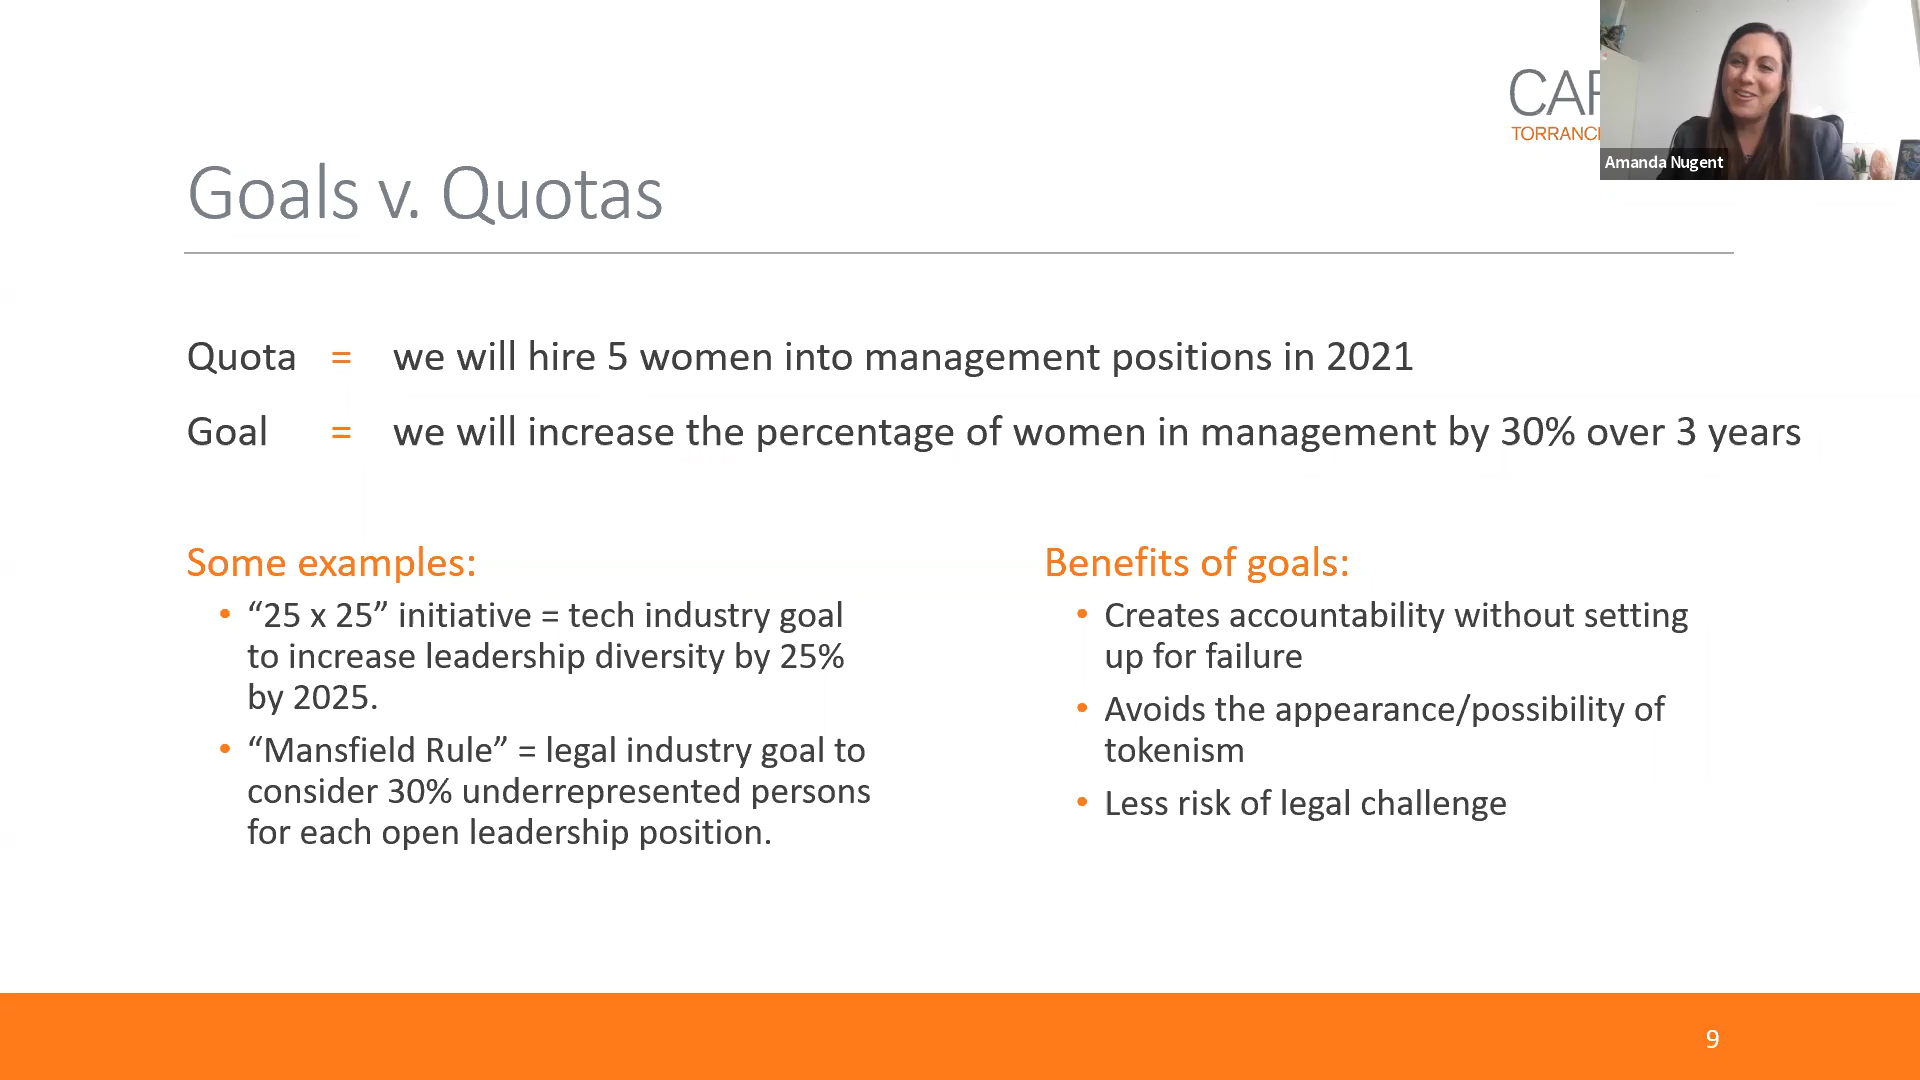 Amanda Nugent
Goals v. Quotas
Quota = we will hire 5 women into management positions in 2021
Goal = we will increase the percentage of women in management by 30% over 3 years
Some examples:
• “25 x 25” initiative = tech industry goal
to increase leadership diversity by 25%
by 2025.
• “Mansfield Rule” = legal industry goal to
consider 30% underrepresented persons
for each open leadership position.
Benefits of goals:
• Creates accountability without setting
up for failure
• Avoids the appearance/possibility of
tokenism
• Less risk of legal challenge
9